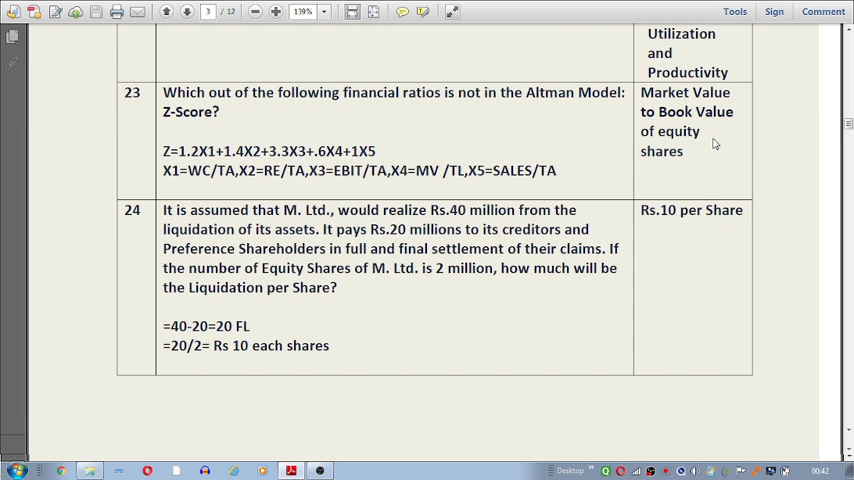 Tools
Sign
Comment
3 / 12
139%
Utilization
and
Productivity
23
Which out of the following financial ratios is not in the Altman Model:
Z-Score?
Z=1.2X1+1.4X2+3.3X3+.6X4+1X5
X1=WC/TA,X2=RE/TA,X3=EBIT/TA,X4=MV /TL,X5=SALES/TA
Market Value
to Book Value
of equity
shares
24
It is assumed that M. Ltd., would realize Rs.40 million from the
liquidation of its assets. It pays Rs.20 millions to its creditors and
Preference Shareholders in full and final settlement of their claims. If
the number of Equity Shares of M. Ltd. is 2 million, how much will be
the Liquidation per Share?
=40-20=20 FL
=20/2= Rs 10 each shares
Rs.10 per Share
Desktop
00:42